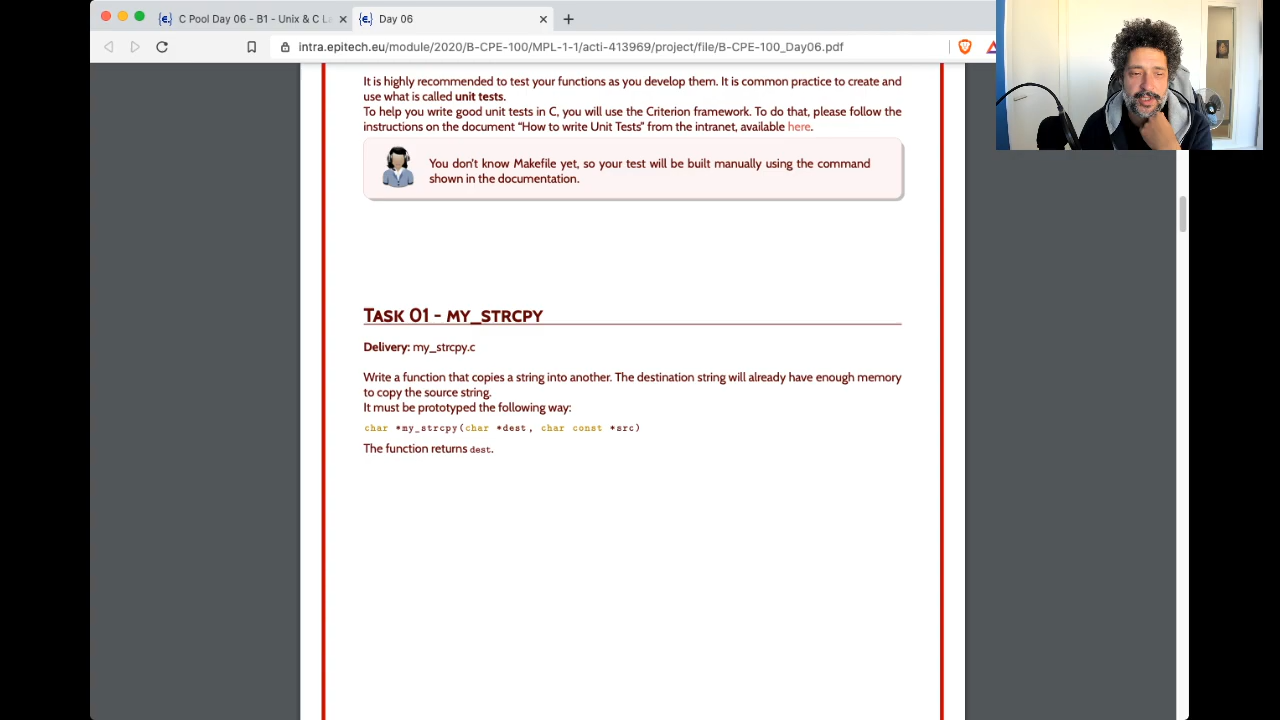 C Pool Day 06 - B1 - Unix & C La
Day 06
intra.epitech.eu/module/2020/B-CPE-100/MPL-1-1/acti-413969/project/file/B-CPE-100_Day06.pdf
It is highly recommended to test your functions as you develop them. It is common practice to create and
use what is called unit tests.
To help you write good unit tests in C, you will use the Criterion framework. To do that, please follow the
instructions on the document “How to write Unit Tests” from the intranet, available here.
You don’t know Makefile yet, so your test will be built manually using the command
shown in the documentation.
Task 01 - my_strcpy
Delivery: my_strcpy.c
Write a function that copies a string into another. The destination string will already have enough memory
to copy the source string.
It must be prototyped the following way:
char *my_strcpy(char *dest, char const *src)
The function returns dest.